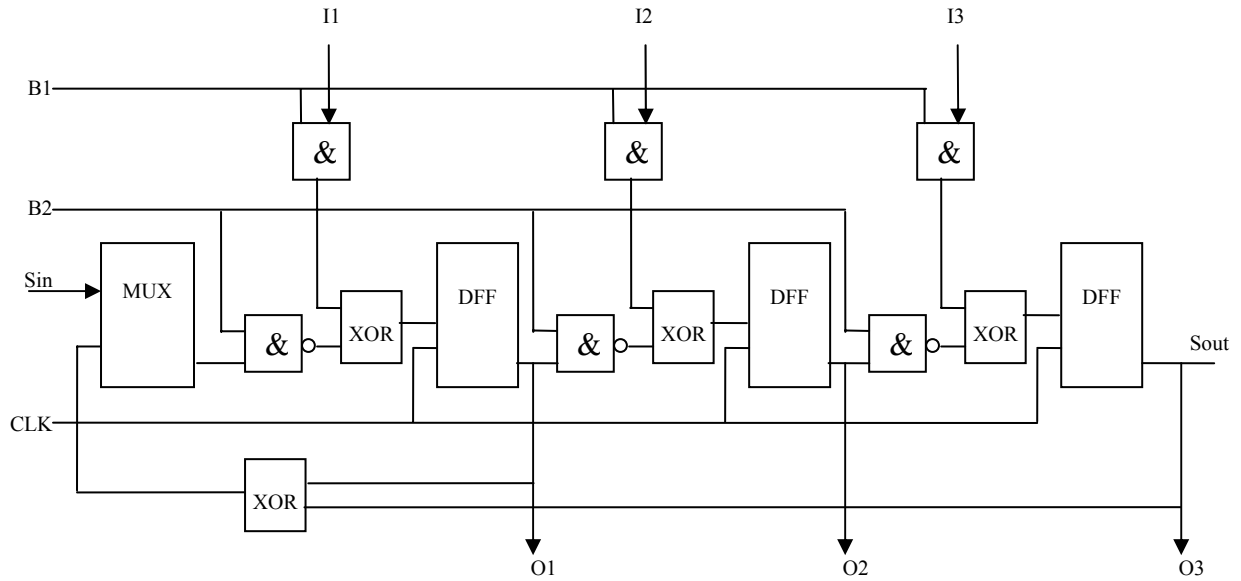 I1 I2 I3
B1
& & &
B2
Sin MUX DFF DFF DFF
& XOR & XOR & XOR Sout
CLK
XOR
O1 O2 O3